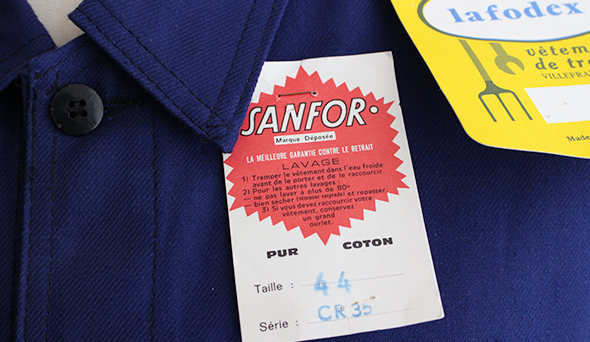 SANFOR
Marque Déposée
LA MEILLEURE GARANTIE CONTRE LE RETRAIT
LAVAGE
1) Tremper le vêtement dans l'eau froide
avant de le porter et de le raccourcir.
2) Pour les autres lavages :
— ne pas laver à plus de 80°
— bien sécher et repasser
3) Si vous devez raccourcir votre
vêtement, conservez
un grand
ourlet.
PUR COTON
Taille : 44
Série : CR 35
lafodex
vêtem
de tra
VILLEFRA
Made